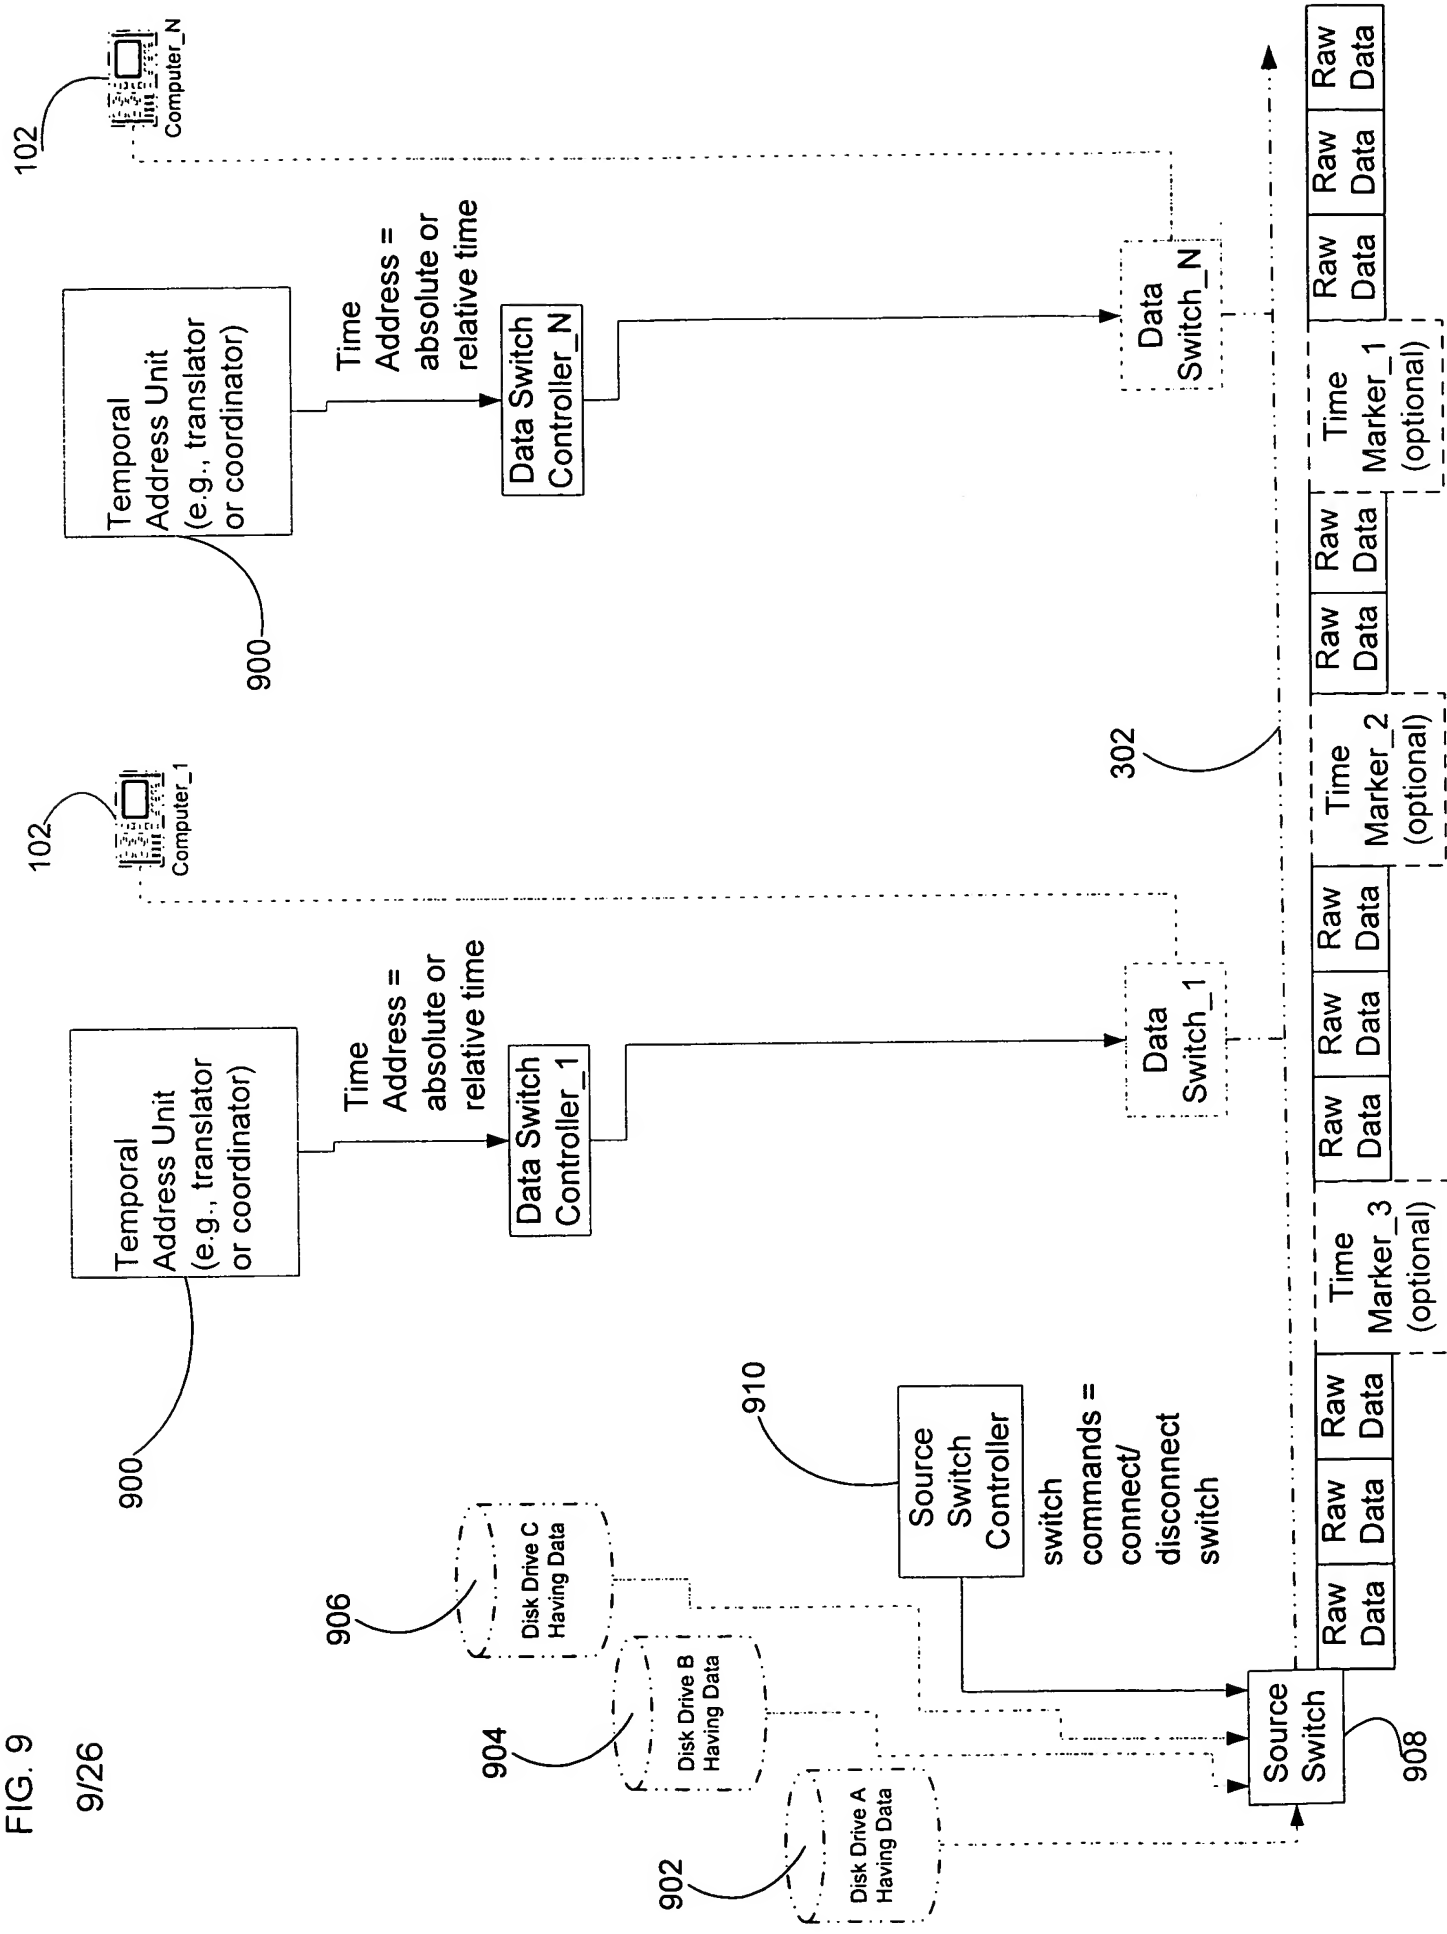 FIG. 9
9/26
900
Temporal
Address Unit
(e.g., translator
or coordinator)
Time
Address =
absolute or
relative time
Data Switch
Controller_1
102
Computer_1
900
Temporal
Address Unit
(e.g., translator
or coordinator)
Time
Address =
absolute or
relative time
Data Switch
Controller_N
102
Computer_N
906
Disk Drive C
Having Data
904
Disk Drive B
Having Data
902
Disk Drive A
Having Data
910
Source
Switch
Controller
switch
commands =
connect/
disconnect
switch
Data
Switch_1
302
Data
Switch_N
Source
Switch
908
Raw
Data
Raw
Data
Raw
Data
Time
Marker_3
(optional)
Raw
Data
Raw
Data
Raw
Data
Time
Marker_2
(optional)
Raw
Data
Raw
Data
Time
Marker_1
(optional)
Raw
Data
Raw
Data
Raw
Data